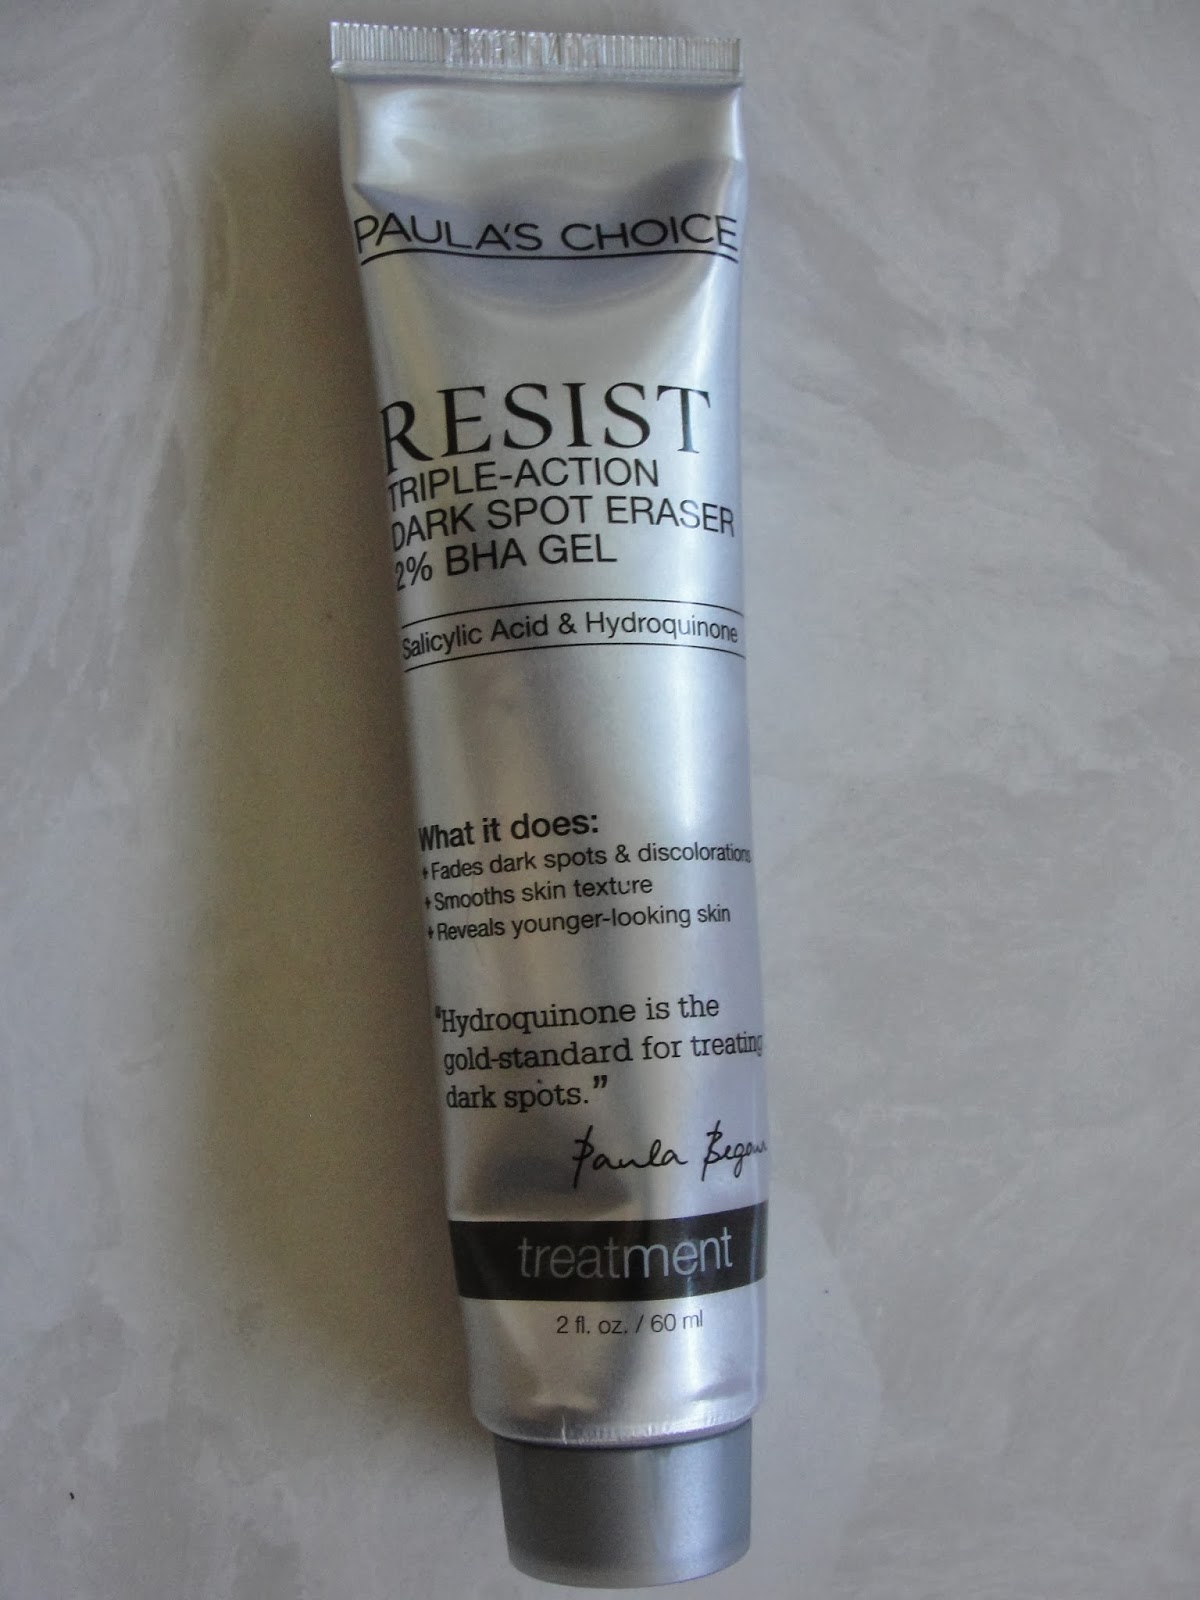 PAULA'S CHOICE
RESIST
TRIPLE-ACTION
DARK SPOT ERASER
2% BHA GEL
Salicylic Acid & Hydroquinone
What it does:
+Fades dark spots & discolorations
+Smooths skin texture
+Reveals younger-looking skin
"Hydroquinone is the
gold-standard for treating
dark spots."
Paula Begoun
treatment
2 fl. oz. / 60 ml